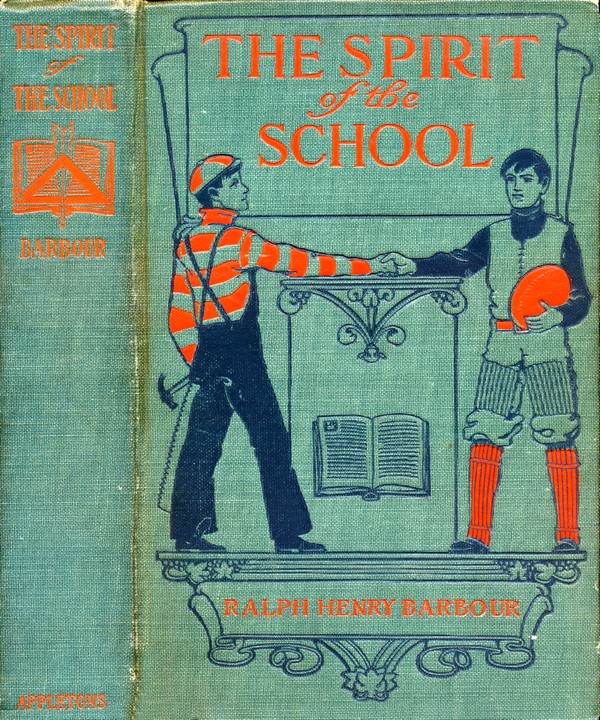 THE SPIRIT
of
THE SCHOOL
BARBOUR
APPLETONS
THE SPIRIT
of the
SCHOOL
RALPH HENRY BARBOUR